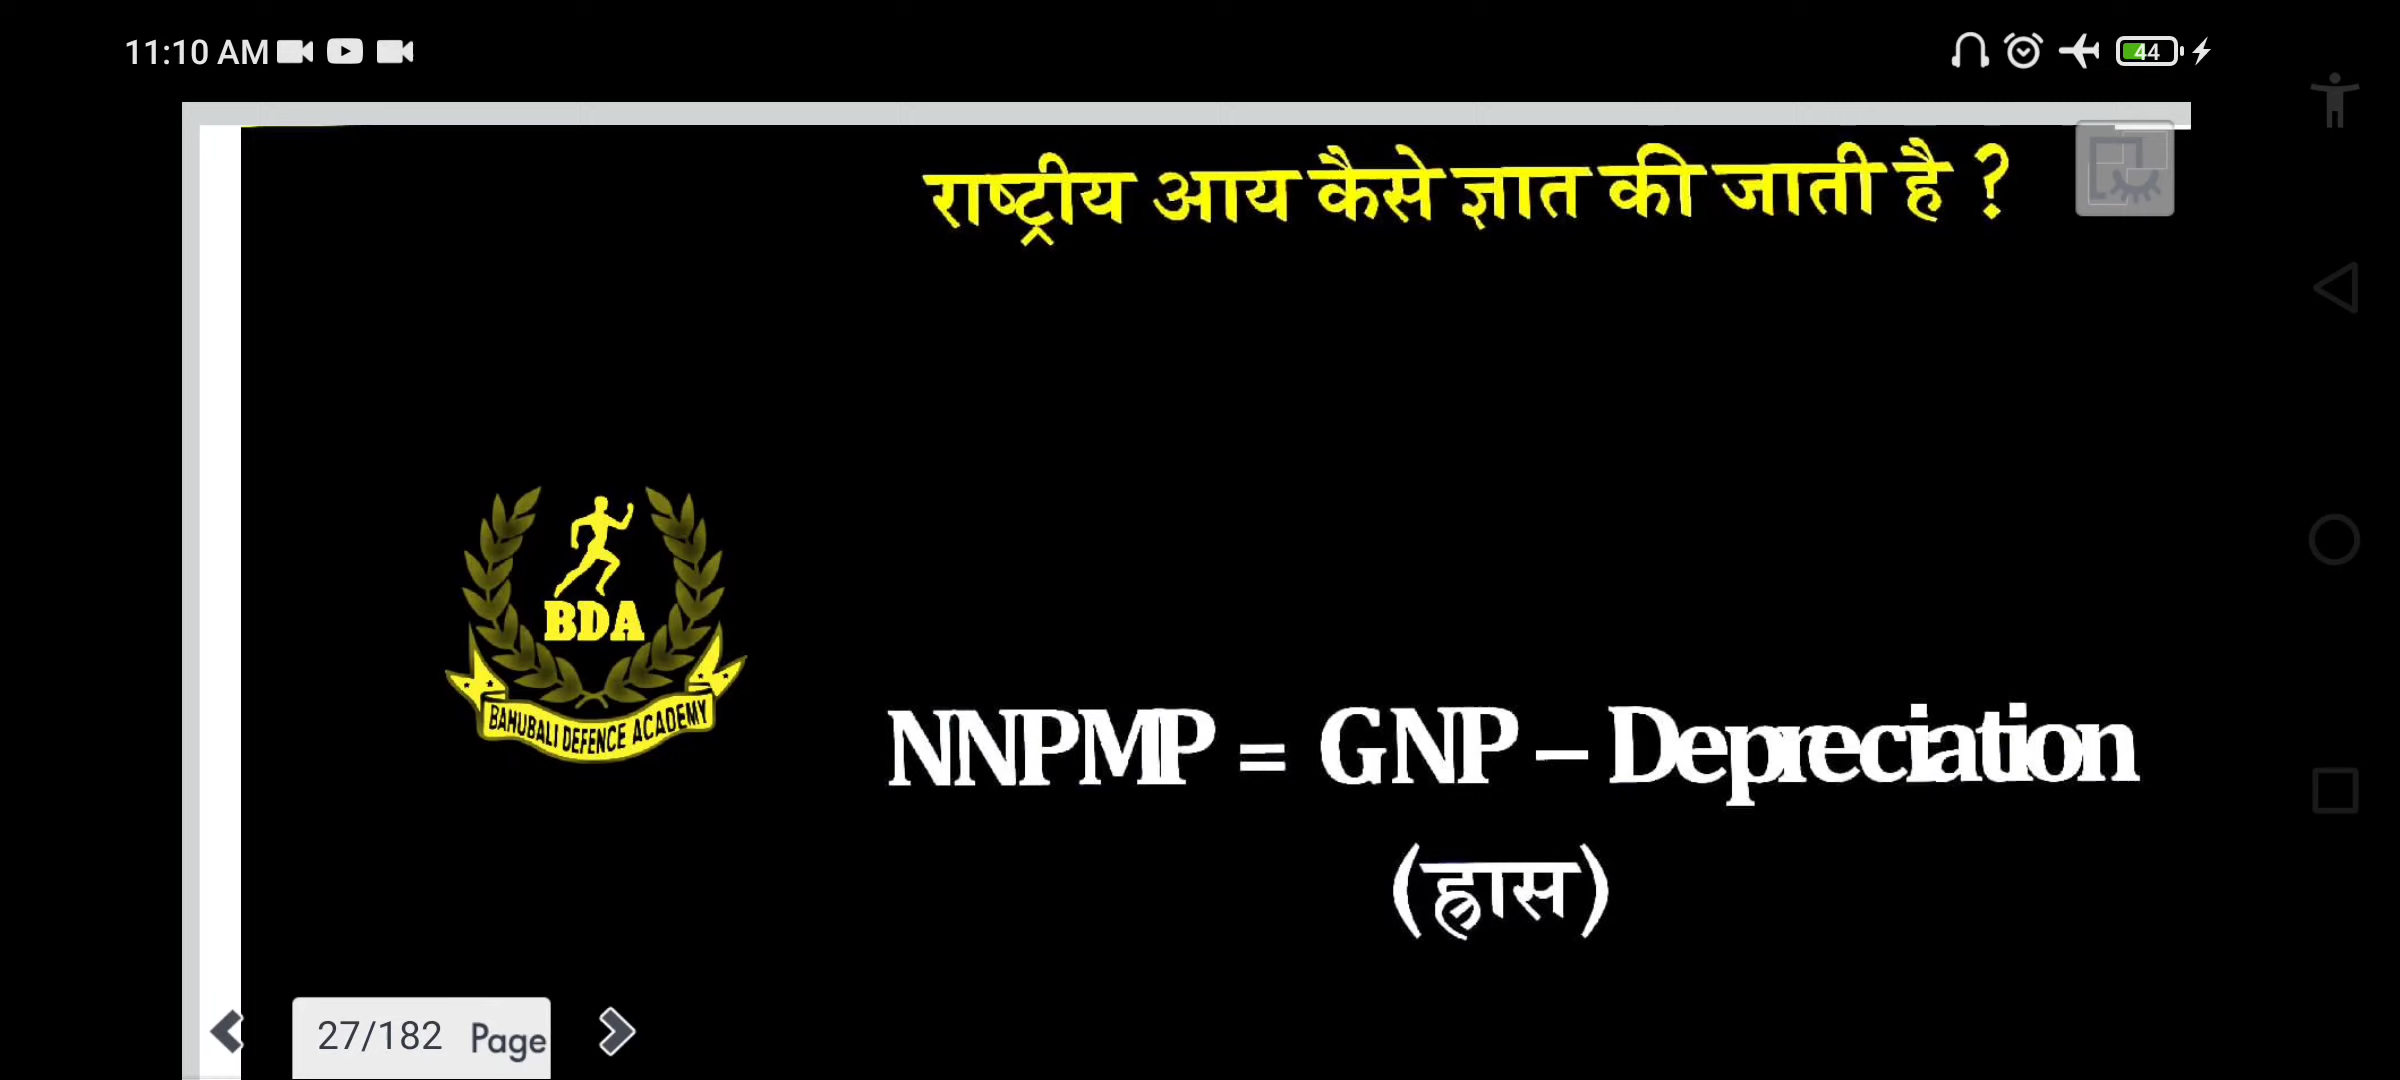 11:10 AM
44
राष्ट्रीय आय कैसे ज्ञात की जाती है ?
BDA
BAHUBALI DEFENCE ACADEMY
NNPMP = GNP – Depreciation
(ह्रास)
27/182 Page